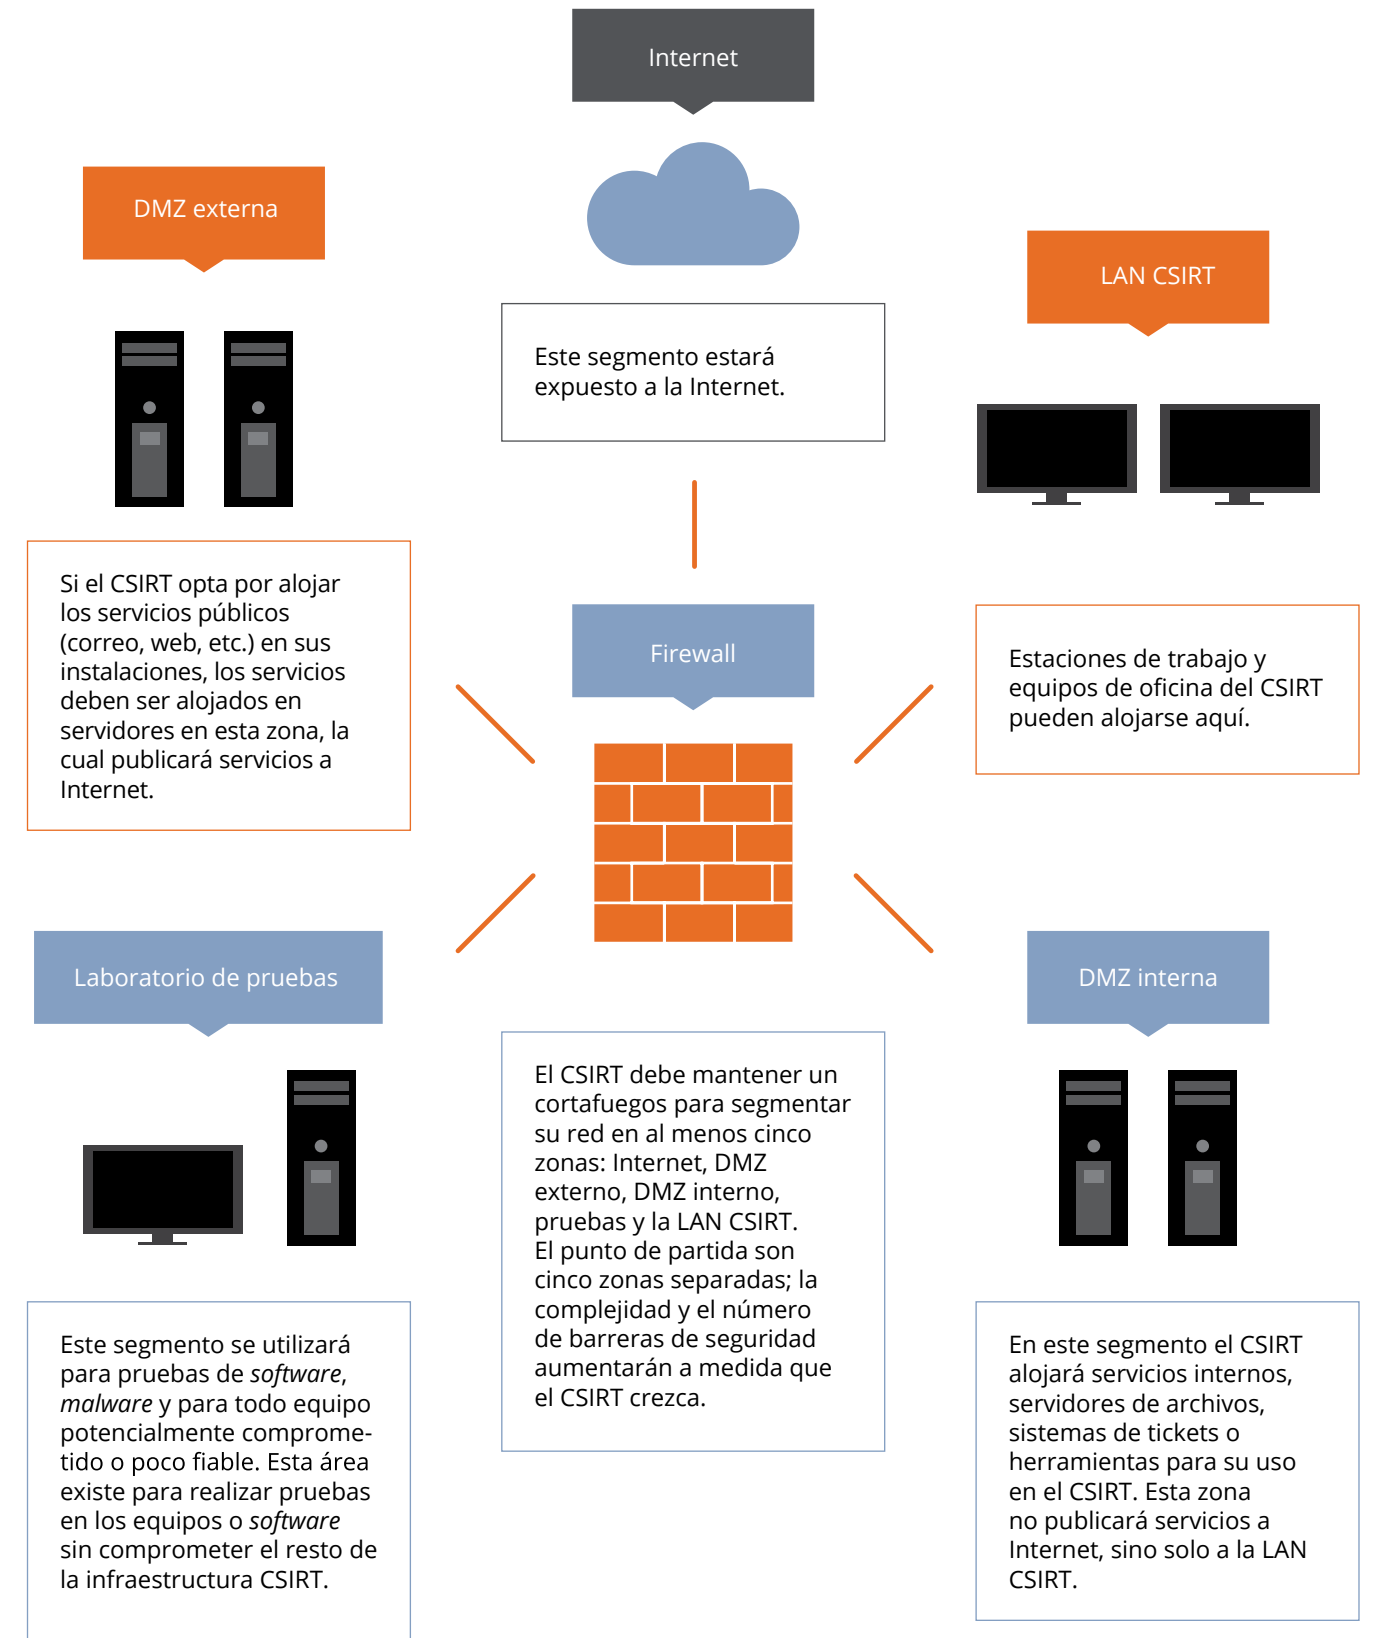 Internet
Este segmento estará
expuesto a la Internet.
DMZ externa
Si el CSIRT opta por alojar
los servicios públicos
(correo, web, etc.) en sus
instalaciones, los servicios
deben ser alojados en
servidores en esta zona, la
cual publicará servicios a
Internet.
LAN CSIRT
Estaciones de trabajo y
equipos de oficina del CSIRT
pueden alojarse aquí.
Firewall
El CSIRT debe mantener un
cortafuegos para segmentar
su red en al menos cinco
zonas: Internet, DMZ
externo, DMZ interno,
pruebas y la LAN CSIRT.
El punto de partida son
cinco zonas separadas; la
complejidad y el número
de barreras de seguridad
aumentarán a medida que
el CSIRT crezca.
Laboratorio de pruebas
Este segmento se utilizará
para pruebas de software,
malware y para todo equipo
potencialmente comprome-
tido o poco fiable. Esta área
existe para realizar pruebas
en los equipos o software
sin comprometer el resto de
la infraestructura CSIRT.
DMZ interna
En este segmento el CSIRT
alojará servicios internos,
servidores de archivos,
sistemas de tickets o
herramientas para su uso
en el CSIRT. Esta zona
no publicará servicios a
Internet, sino solo a la LAN
CSIRT.